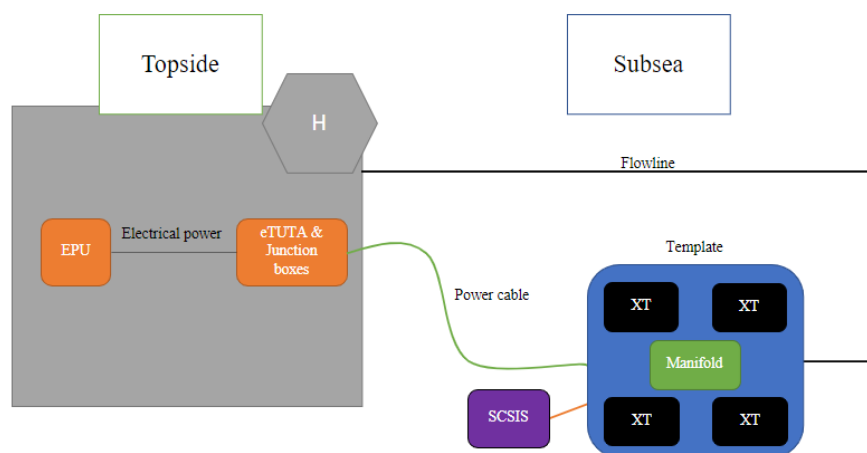 Topside
Subsea
H
Flowline
EPU
Electrical power
eTUTA &
Junction
boxes
Template
Power cable
XT
XT
Manifold
SCSIS
XT
XT